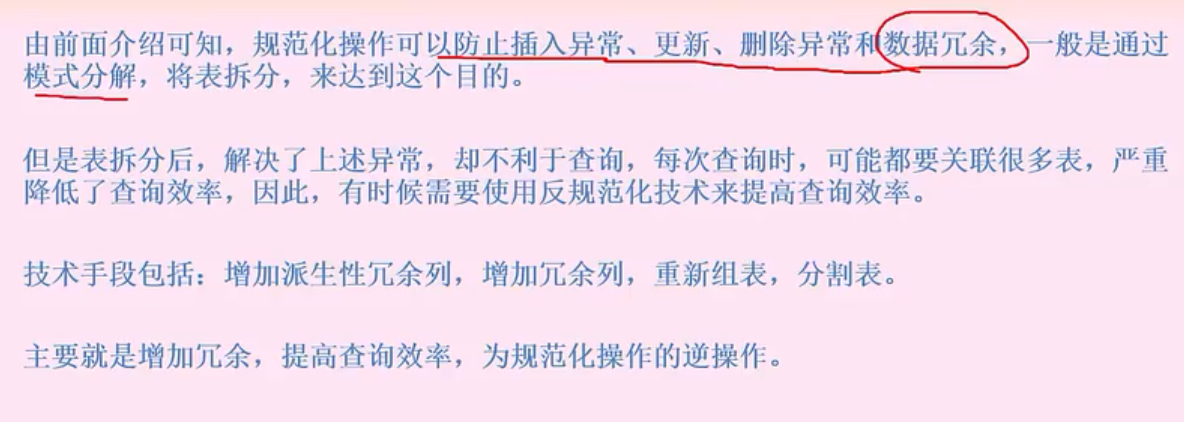 由前面介绍可知，规范化操作可以防止插入异常、更新、删除异常和数据冗余，一般是通过
模式分解，将表拆分，来达到这个目的。
但是表拆分后，解决了上述异常，却不利于查询，每次查询时，可能都要关联很多表，严重
降低了查询效率，因此，有时候需要使用反规范化技术来提高查询效率。
技术手段包括：增加派生性冗余列，增加冗余列，重新组表，分割表。
主要就是增加冗余，提高查询效率，为规范化操作的逆操作。